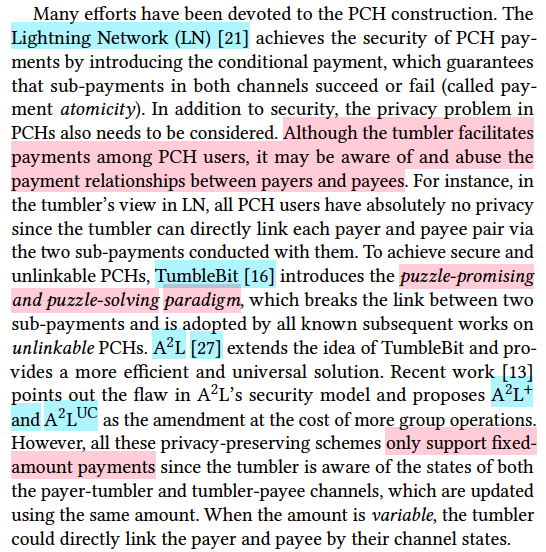 Many efforts have been devoted to the PCH construction. The
Lightning Network (LN) [21] achieves the security of PCH pay-
ments by introducing the conditional payment, which guarantees
that sub-payments in both channels succeed or fail (called pay-
ment atomicity). In addition to security, the privacy problem in
PCHs also needs to be considered. Although the tumbler facilitates
payments among PCH users, it may be aware of and abuse the
payment relationships between payers and payees. For instance, in
the tumbler's view in LN, all PCH users have absolutely no privacy
since the tumbler can directly link each payer and payee pair via
the two sub-payments conducted with them. To achieve secure and
unlinkable PCHs, TumbleBit [16] introduces the puzzle-promising
and puzzle-solving paradigm, which breaks the link between two
sub-payments and is adopted by all known subsequent works on
unlinkable PCHs. A²L [27] extends the idea of TumbleBit and pro-
vides a more efficient and universal solution. Recent work [13]
points out the flaw in A²L's security model and proposes A²L⁺
and A²Lᵁᶜ as the amendment at the cost of more group operations.
However, all these privacy-preserving schemes only support fixed-
amount payments since the tumbler is aware of the states of both
the payer-tumbler and tumbler-payee channels, which are updated
using the same amount. When the amount is variable, the tumbler
could directly link the payer and payee by their channel states.